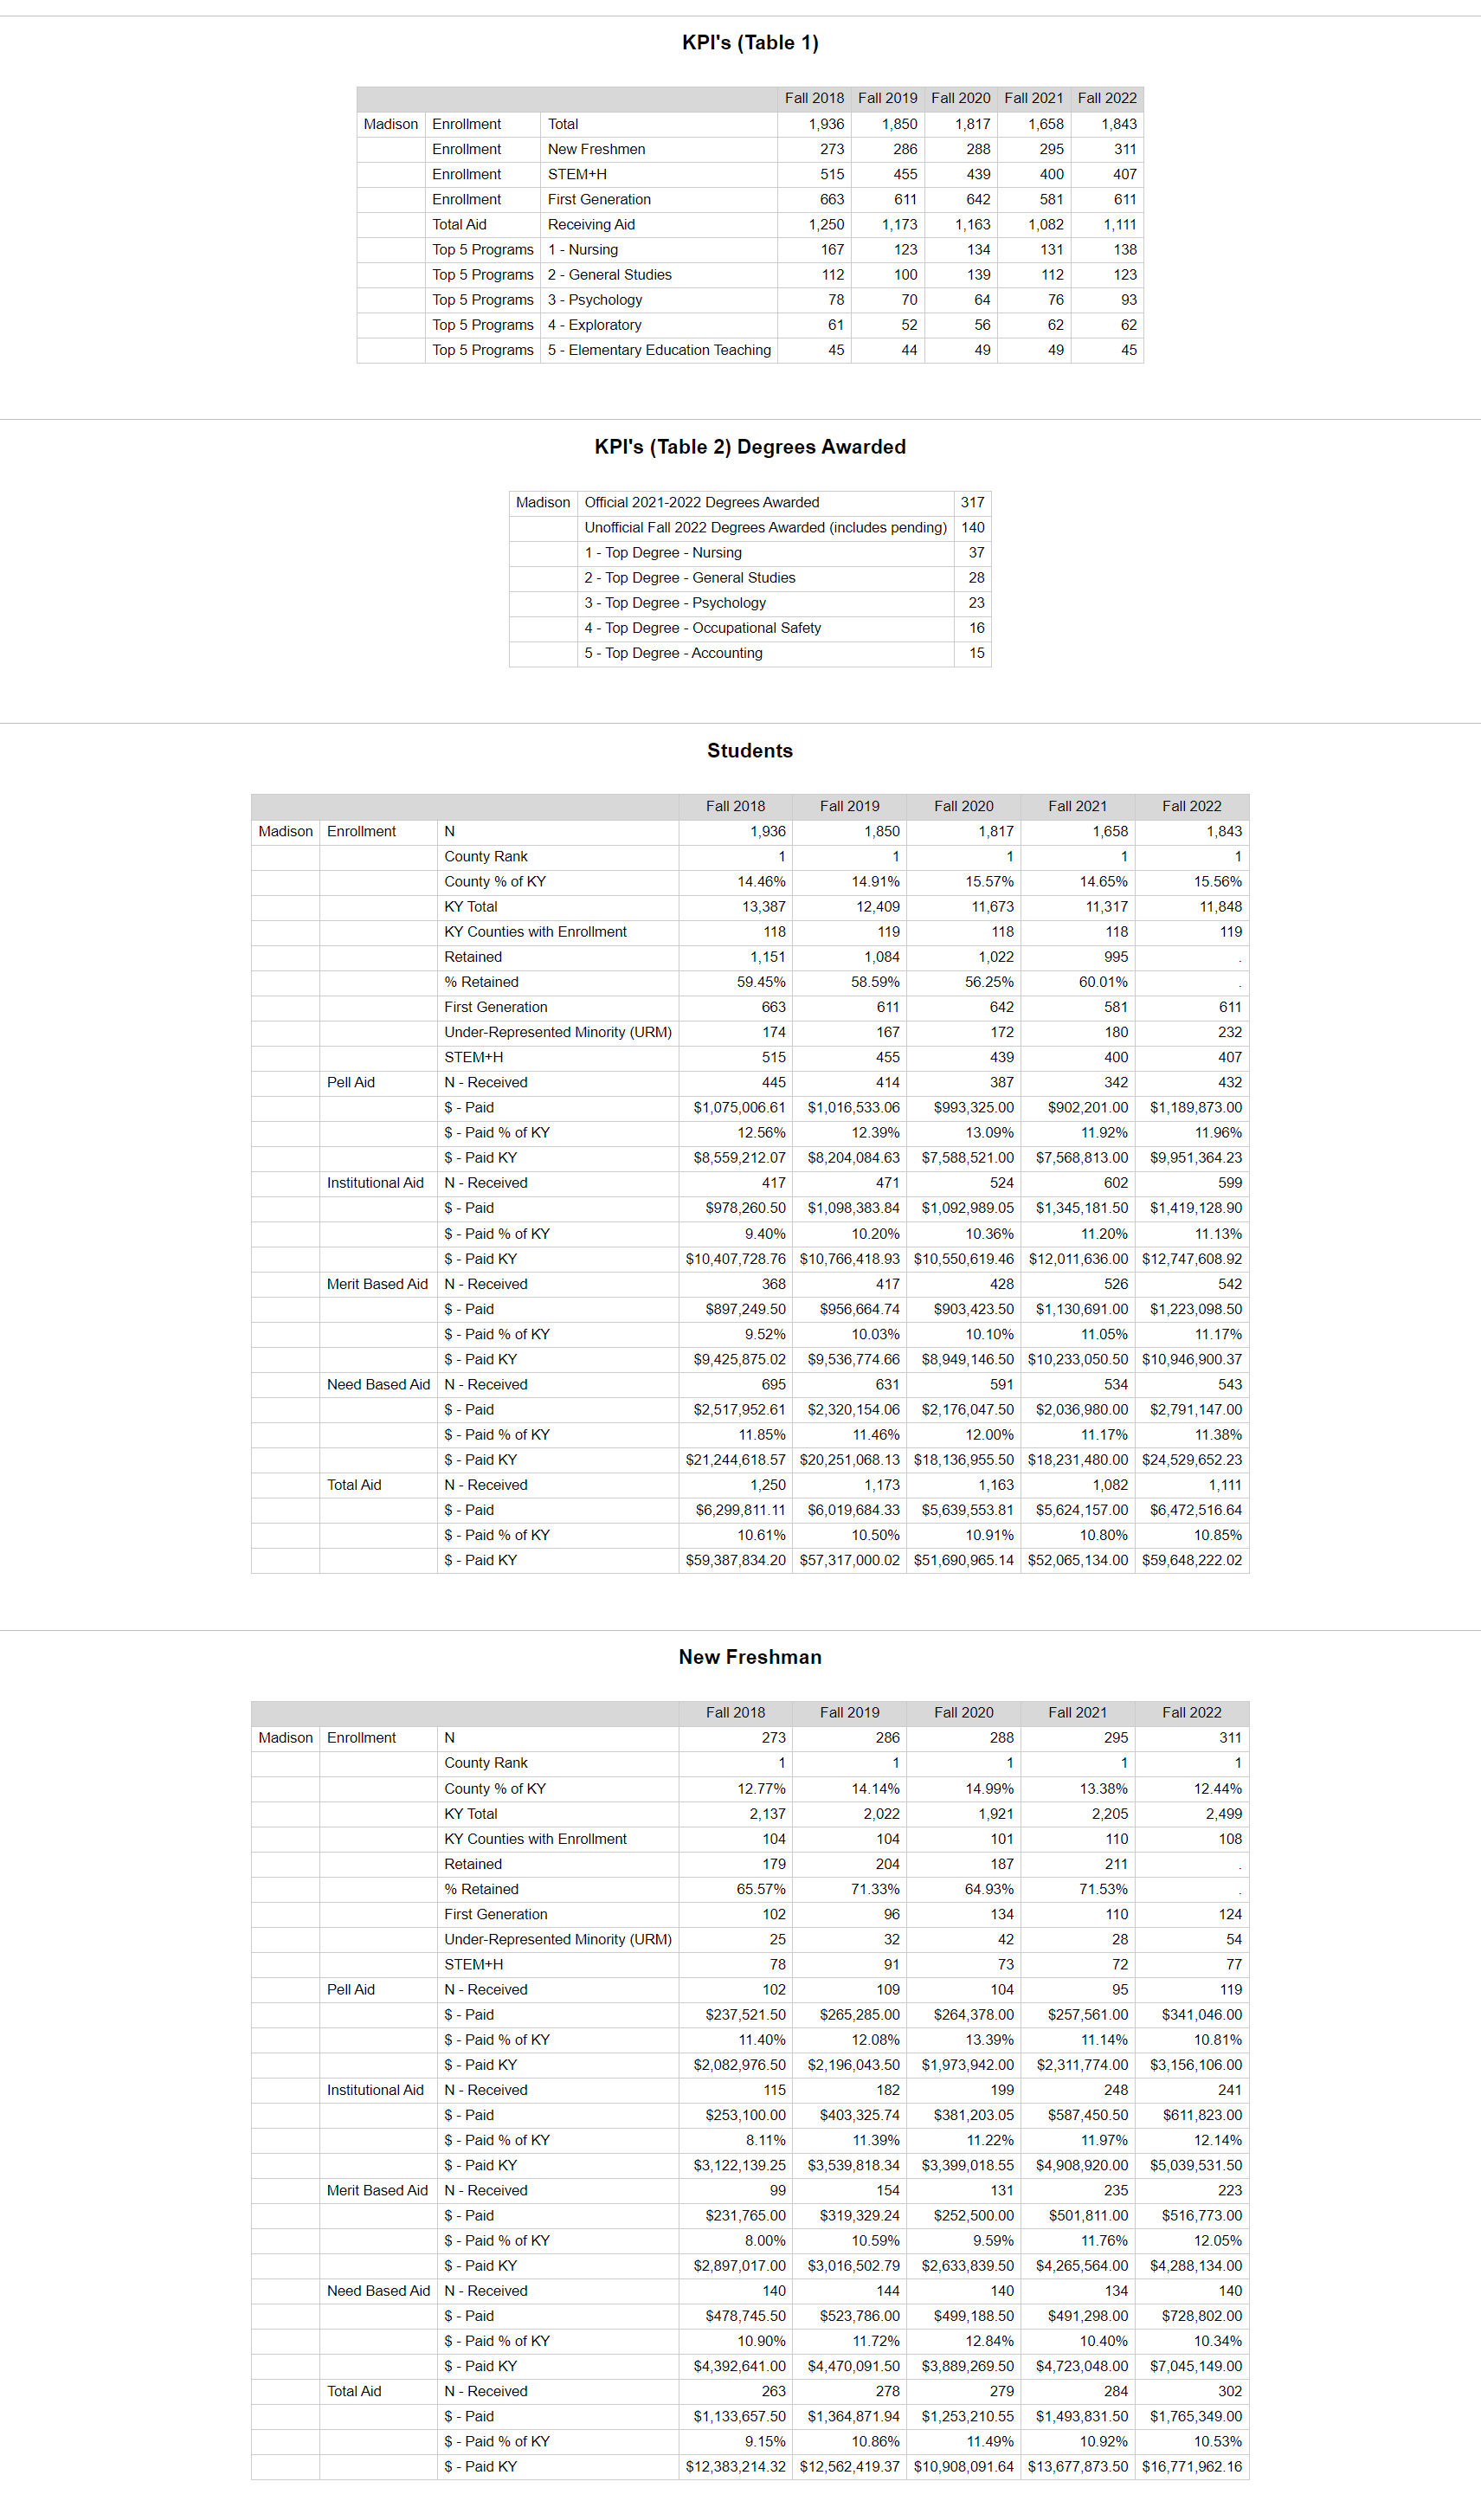 KPI's (Table 1)
Fall 2018 Fall 2019 Fall 2020 Fall 2021 Fall 2022
Madison Enrollment Total 1,936 1,850 1,817 1,658 1,843
Enrollment New Freshmen 273 286 288 295 311
Enrollment STEM+H 515 455 439 400 407
Enrollment First Generation 663 611 642 581 611
Total Aid Receiving Aid 1,250 1,173 1,163 1,082 1,111
Top 5 Programs 1 - Nursing 167 123 134 131 138
Top 5 Programs 2 - General Studies 112 100 139 112 123
Top 5 Programs 3 - Psychology 78 70 64 76 93
Top 5 Programs 4 - Exploratory 61 52 56 62 62
Top 5 Programs 5 - Elementary Education Teaching 45 44 49 49 45
KPI's (Table 2) Degrees Awarded
Madison Official 2021-2022 Degrees Awarded 317
Unofficial Fall 2022 Degrees Awarded (includes pending) 140
1 - Top Degree - Nursing 37
2 - Top Degree - General Studies 28
3 - Top Degree - Psychology 23
4 - Top Degree - Occupational Safety 16
5 - Top Degree - Accounting 15
Students
Fall 2018 Fall 2019 Fall 2020 Fall 2021 Fall 2022
Madison Enrollment N 1,936 1,850 1,817 1,658 1,843
County Rank 1 1 1 1 1
County % of KY 14.46% 14.91% 15.57% 14.65% 15.56%
KY Total 13,387 12,409 11,673 11,317 11,848
KY Counties with Enrollment 118 119 118 118 119
Retained 1,151 1,084 1,022 995 .
% Retained 59.45% 58.59% 56.25% 60.01% .
First Generation 663 611 642 581 611
Under-Represented Minority (URM) 174 167 172 180 232
STEM+H 515 455 439 400 407
Pell Aid N - Received 445 414 387 342 432
$ - Paid $1,075,006.61 $1,016,533.06 $993,325.00 $902,201.00 $1,189,873.00
$ - Paid % of KY 12.56% 12.39% 13.09% 11.92% 11.96%
$ - Paid KY $8,559,212.07 $8,204,084.63 $7,588,521.00 $7,568,813.00 $9,951,364.23
Institutional Aid N - Received 417 471 524 602 599
$ - Paid $978,260.50 $1,098,383.84 $1,092,989.05 $1,345,181.50 $1,419,128.90
$ - Paid % of KY 9.40% 10.20% 10.36% 11.20% 11.13%
$ - Paid KY $10,407,728.76 $10,766,418.93 $10,550,619.46 $12,011,636.00 $12,747,608.92
Merit Based Aid N - Received 368 417 428 526 542
$ - Paid $897,249.50 $956,664.74 $903,423.50 $1,130,691.00 $1,223,098.50
$ - Paid % of KY 9.52% 10.03% 10.10% 11.05% 11.17%
$ - Paid KY $9,425,875.02 $9,536,774.66 $8,949,146.50 $10,233,050.50 $10,946,900.37
Need Based Aid N - Received 695 631 591 534 543
$ - Paid $2,517,952.61 $2,320,154.06 $2,176,047.50 $2,036,980.00 $2,791,147.00
$ - Paid % of KY 11.85% 11.46% 12.00% 11.17% 11.38%
$ - Paid KY $21,244,618.57 $20,251,068.13 $18,136,955.50 $18,231,480.00 $24,529,652.23
Total Aid N - Received 1,250 1,173 1,163 1,082 1,111
$ - Paid $6,299,811.11 $6,019,684.33 $5,639,553.81 $5,624,157.00 $6,472,516.64
$ - Paid % of KY 10.61% 10.50% 10.91% 10.80% 10.85%
$ - Paid KY $59,387,834.20 $57,317,000.02 $51,690,965.14 $52,065,134.00 $59,648,222.02
New Freshman
Fall 2018 Fall 2019 Fall 2020 Fall 2021 Fall 2022
Madison Enrollment N 273 286 288 295 311
County Rank 1 1 1 1 1
County % of KY 12.77% 14.14% 14.99% 13.38% 12.44%
KY Total 2,137 2,022 1,921 2,205 2,499
KY Counties with Enrollment 104 104 101 110 108
Retained 179 204 187 211 .
% Retained 65.57% 71.33% 64.93% 71.53% .
First Generation 102 96 134 110 124
Under-Represented Minority (URM) 25 32 42 28 54
STEM+H 78 91 73 72 77
Pell Aid N - Received 102 109 104 95 119
$ - Paid $237,521.50 $265,285.00 $264,378.00 $257,561.00 $341,046.00
$ - Paid % of KY 11.40% 12.08% 13.39% 11.14% 10.81%
$ - Paid KY $2,082,976.50 $2,196,043.50 $1,973,942.00 $2,311,774.00 $3,156,106.00
Institutional Aid N - Received 115 182 199 248 241
$ - Paid $253,100.00 $403,325.74 $381,203.05 $587,450.50 $611,823.00
$ - Paid % of KY 8.11% 11.39% 11.22% 11.97% 12.14%
$ - Paid KY $3,122,139.25 $3,539,818.34 $3,399,018.55 $4,908,920.00 $5,039,531.50
Merit Based Aid N - Received 99 154 131 235 223
$ - Paid $231,765.00 $319,329.24 $252,500.00 $501,811.00 $516,773.00
$ - Paid % of KY 8.00% 10.59% 9.59% 11.76% 12.05%
$ - Paid KY $2,897,017.00 $3,016,502.79 $2,633,839.50 $4,265,564.00 $4,288,134.00
Need Based Aid N - Received 140 144 140 134 140
$ - Paid $478,745.50 $523,786.00 $499,188.50 $491,298.00 $728,802.00
$ - Paid % of KY 10.90% 11.72% 12.84% 10.40% 10.34%
$ - Paid KY $4,392,641.00 $4,470,091.50 $3,889,269.50 $4,723,048.00 $7,045,149.00
Total Aid N - Received 263 278 279 284 302
$ - Paid $1,133,657.50 $1,364,871.94 $1,253,210.55 $1,493,831.50 $1,765,349.00
$ - Paid % of KY 9.15% 10.86% 11.49% 10.92% 10.53%
$ - Paid KY $12,383,214.32 $12,562,419.37 $10,908,091.64 $13,677,873.50 $16,771,962.16